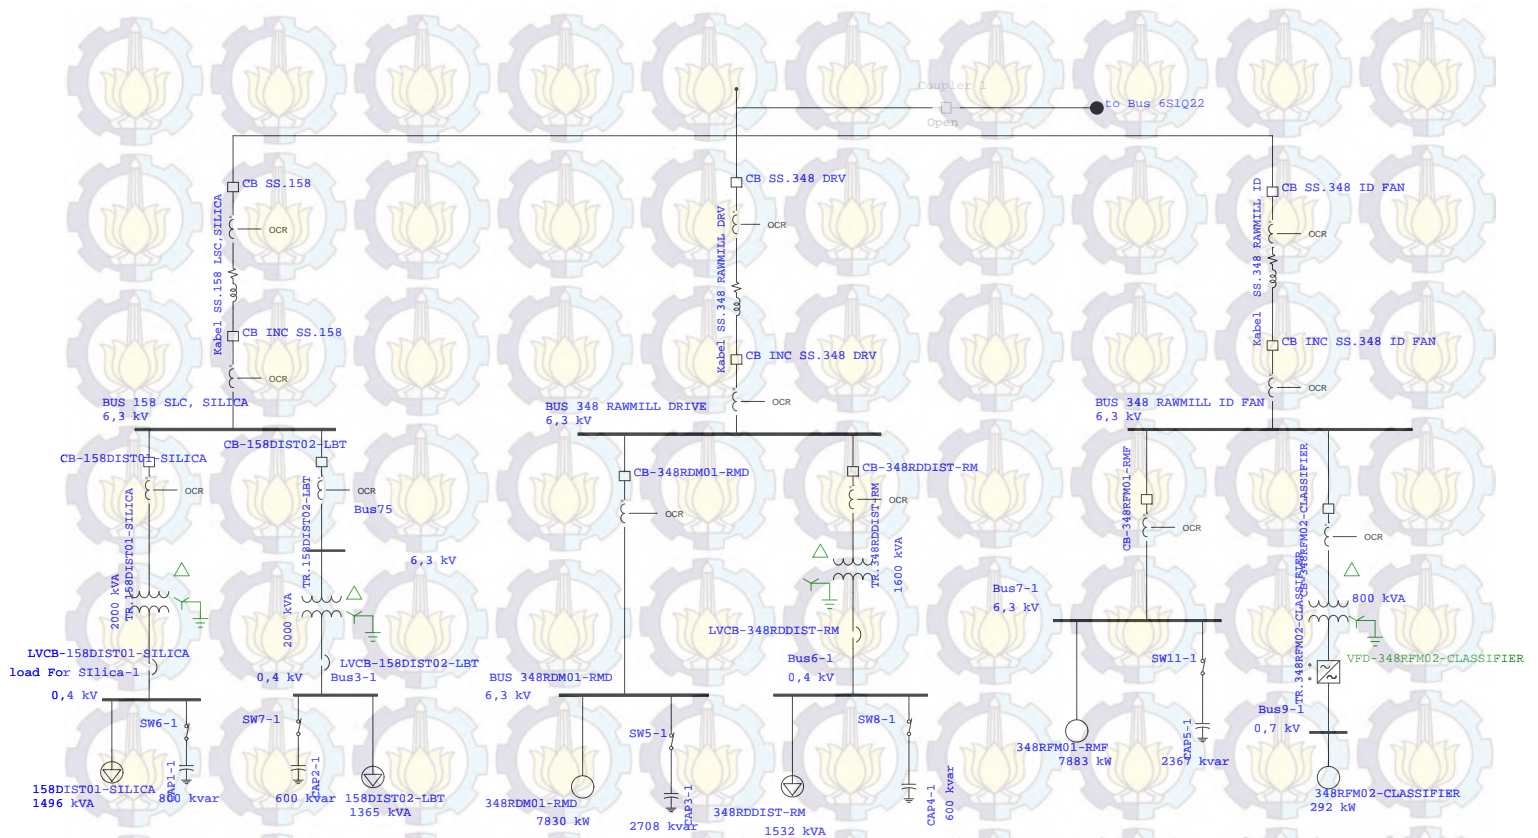 Coupler 1
to Bus 6S1Q22
Open
CB SS.158
CB SS.348 DRV
CB SS.348 ID FAN
OCR
OCR
OCR
Kabel SS.158 LSC,SILICA
Kabel SS.348 RAWMILL DRV
Kabel SS.348 RAWMILL ID
CB INC SS.158
CB INC SS.348 DRV
CB INC SS.348 ID FAN
OCR
OCR
OCR
BUS 158 SLC, SILICA
6,3 kV
BUS 348 RAWMILL DRIVE
6,3 kV
BUS 348 RAWMILL ID FAN
6,3 kV
CB-158DIST01-SILICA
CB-158DIST02-LBT
CB-348RDM01-RMD
CB-348RDDIST-RM
CB-348RFM01-RMF
CB-348RFM02-CLASSIFIER
OCR
OCR
OCR
OCR
OCR
OCR
Bus75
6,3 kV
TR.158DIST01-SILICA
2000 kVA
TR.158DIST02-LBT
2000 kVA
TR.348RDDIST-RM
1600 kVA
TR.348RFM02-CLASSIFIER
800 kVA
Bus7-1
6,3 kV
LVCB-158DIST01-SILICA
load For SIlica-1
0,4 kV
LVCB-158DIST02-LBT
0,4 kV
Bus3-1
BUS 348RDM01-RMD
6,3 kV
LVCB-348RDDIST-RM
Bus6-1
0,4 kV
SW11-1
VFD-348RFM02-CLASSIFIER
Bus9-1
0,7 kV
SW6-1
SW7-1
SW5-1
SW8-1
158DIST01-SILICA
1496 kVA
CAP1-1
800 kvar
CAP2-1
600 kvar
158DIST02-LBT
1365 kVA
348RDM01-RMD
7830 kW
CAP3-1
2708 kvar
348RDDIST-RM
1532 kVA
CAP4-1
600 kvar
348RFM01-RMF
7883 kW
CAP5-1
2367 kvar
348RFM02-CLASSIFIER
292 kW